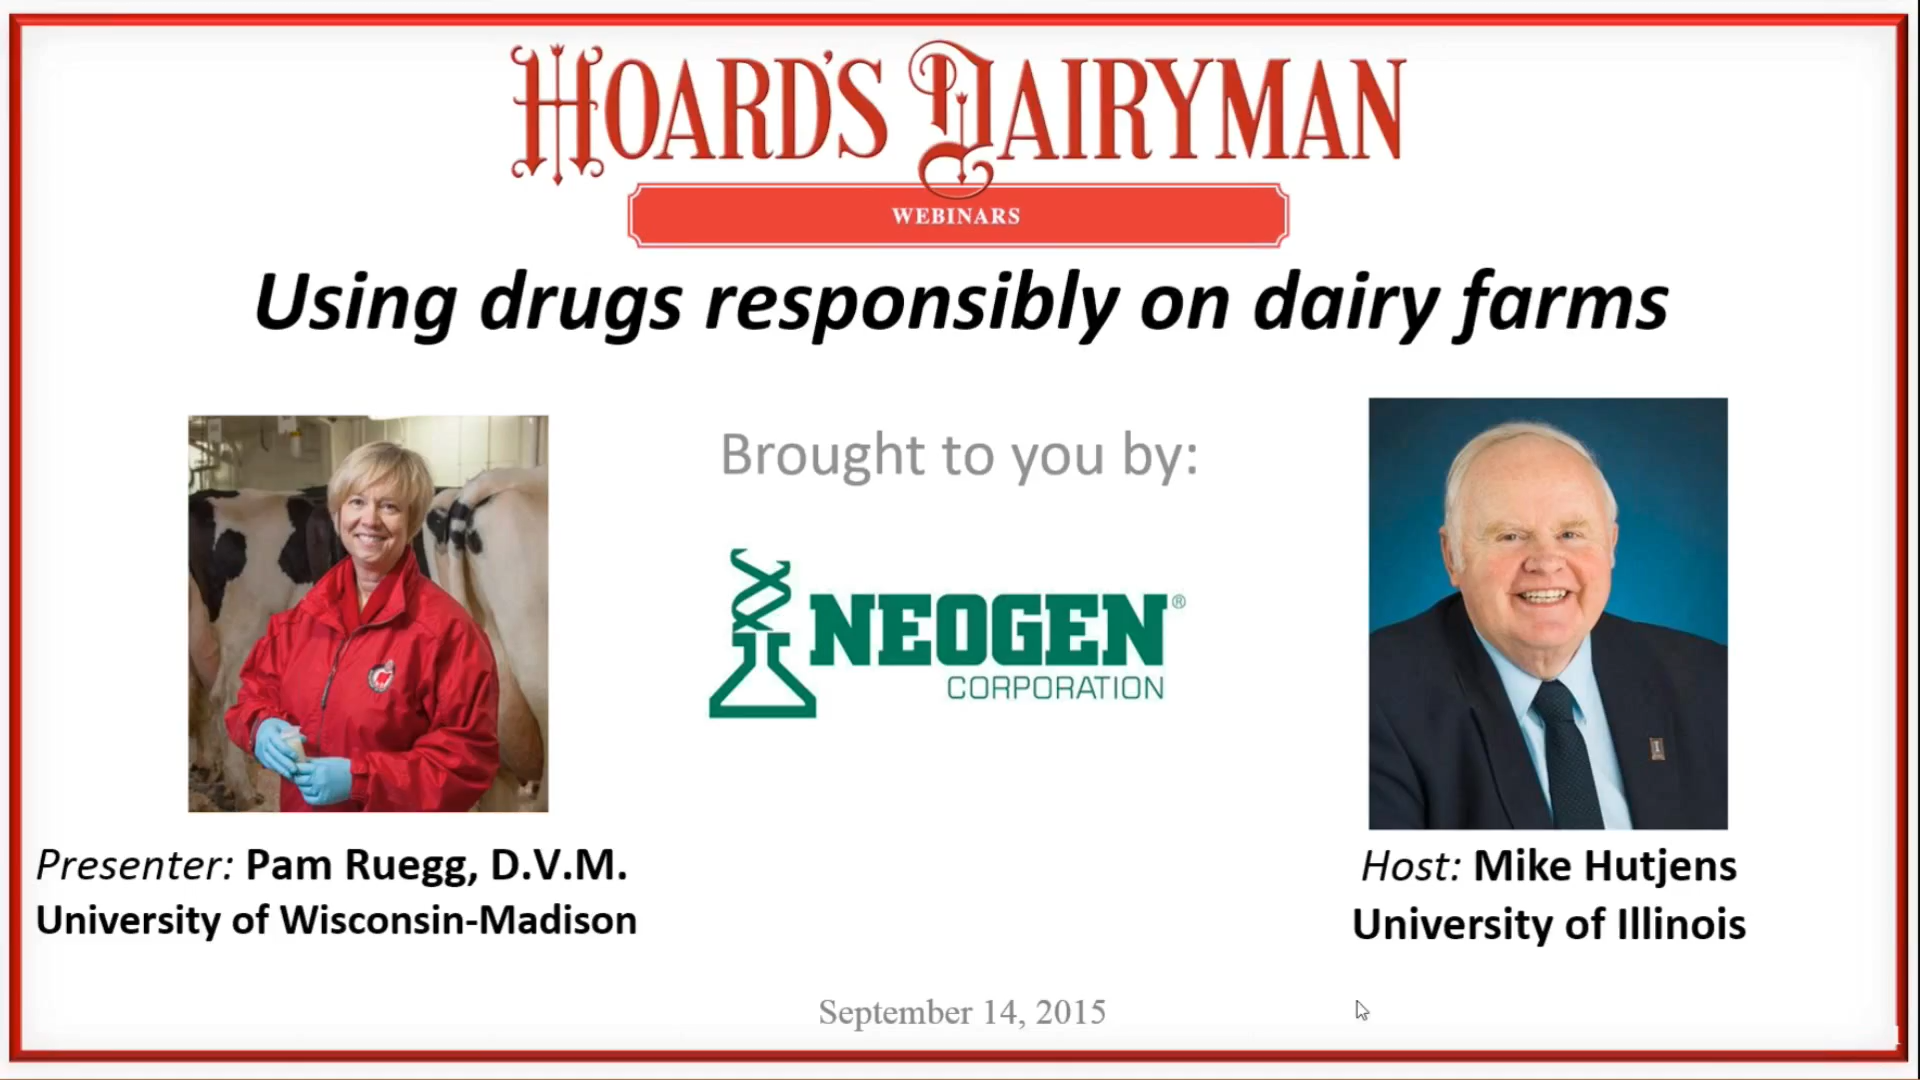 HOARD'S DAIRYMAN
WEBINARS
Using drugs responsibly on dairy farms
Brought to you by:
NEOGEN®
CORPORATION
Presenter: Pam Ruegg, D.V.M.
University of Wisconsin-Madison
Host: Mike Hutjens
University of Illinois
September 14, 2015
1